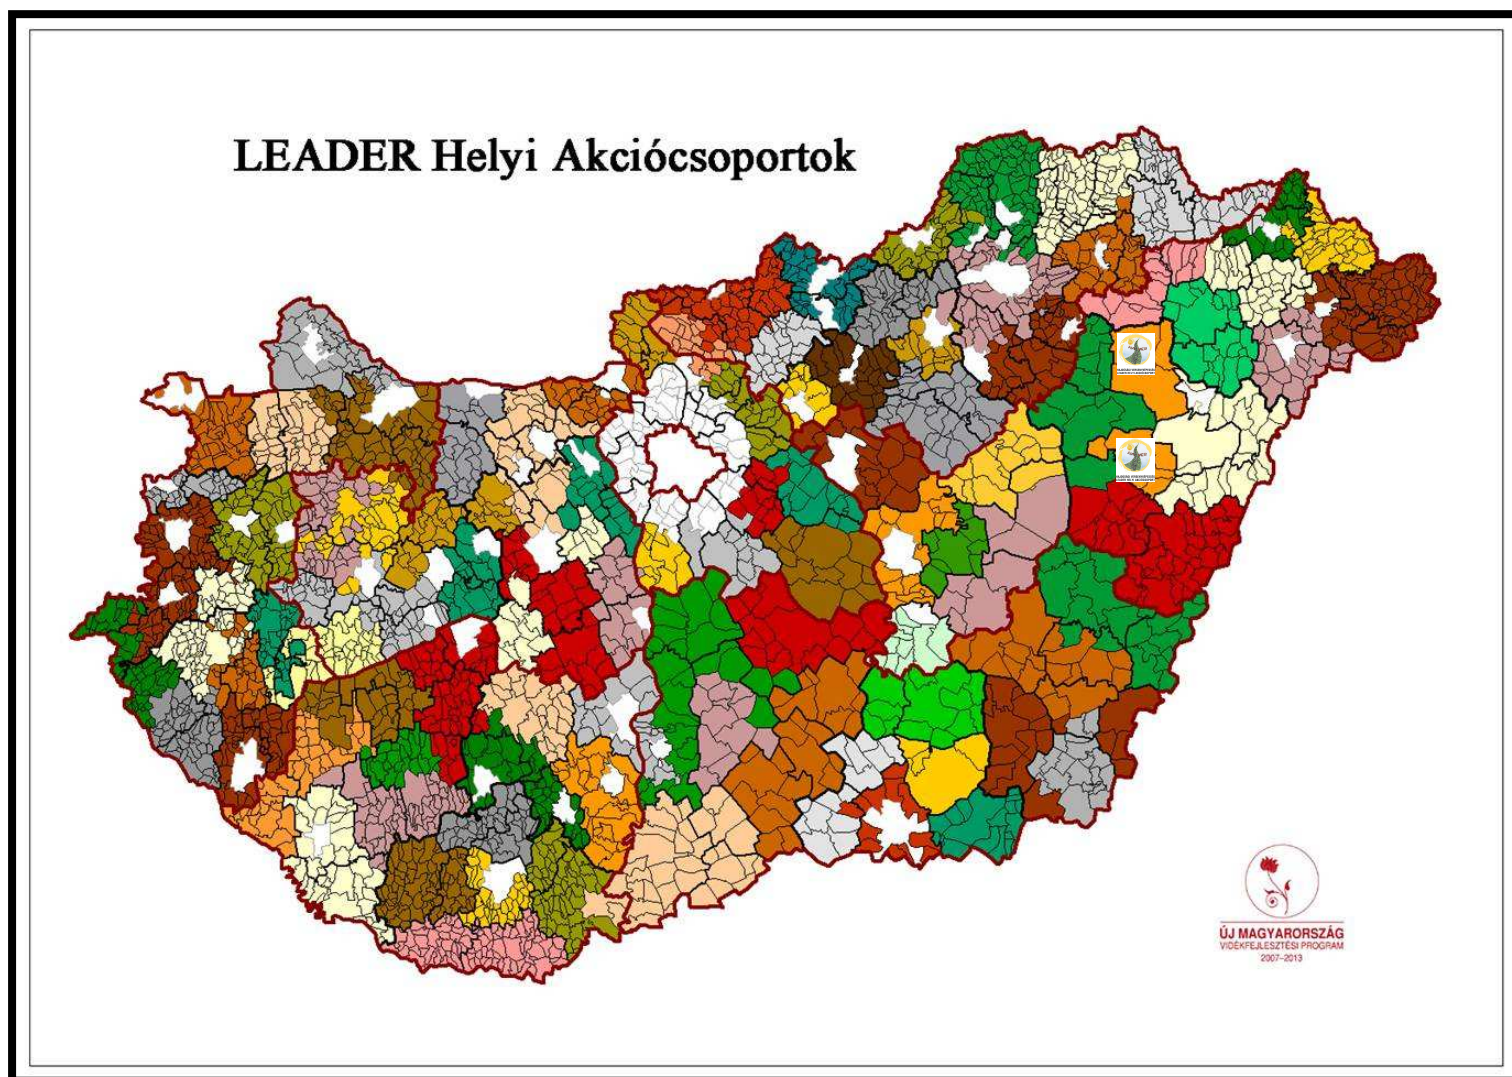 LEADER Helyi Akciócsoportok
ÚJ MAGYARORSZÁG
VIDÉKFEJLESZTÉSI PROGRAM
2007-2013